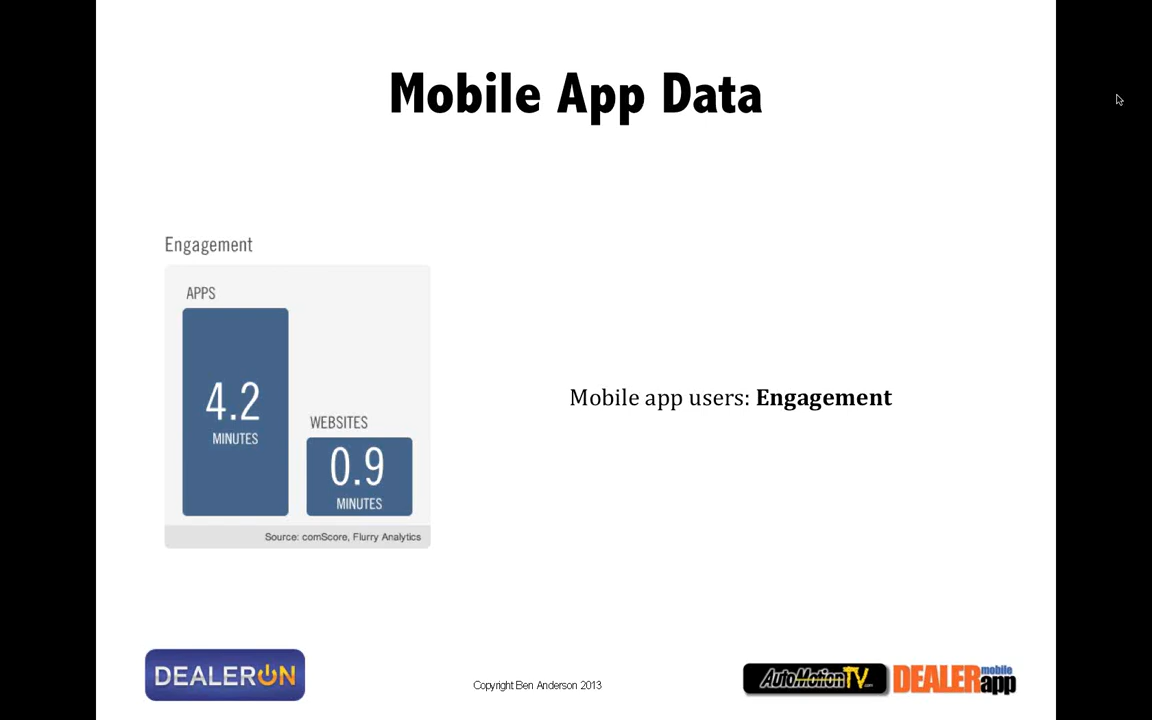 Mobile App Data
Engagement
APPS
4.2
MINUTES
WEBSITES
0.9
MINUTES
Source: comScore, Flurry Analytics
Mobile app users: Engagement
DEALERON
Copyright Ben Anderson 2013
AutoMotionTV.com
DEALER mobile app